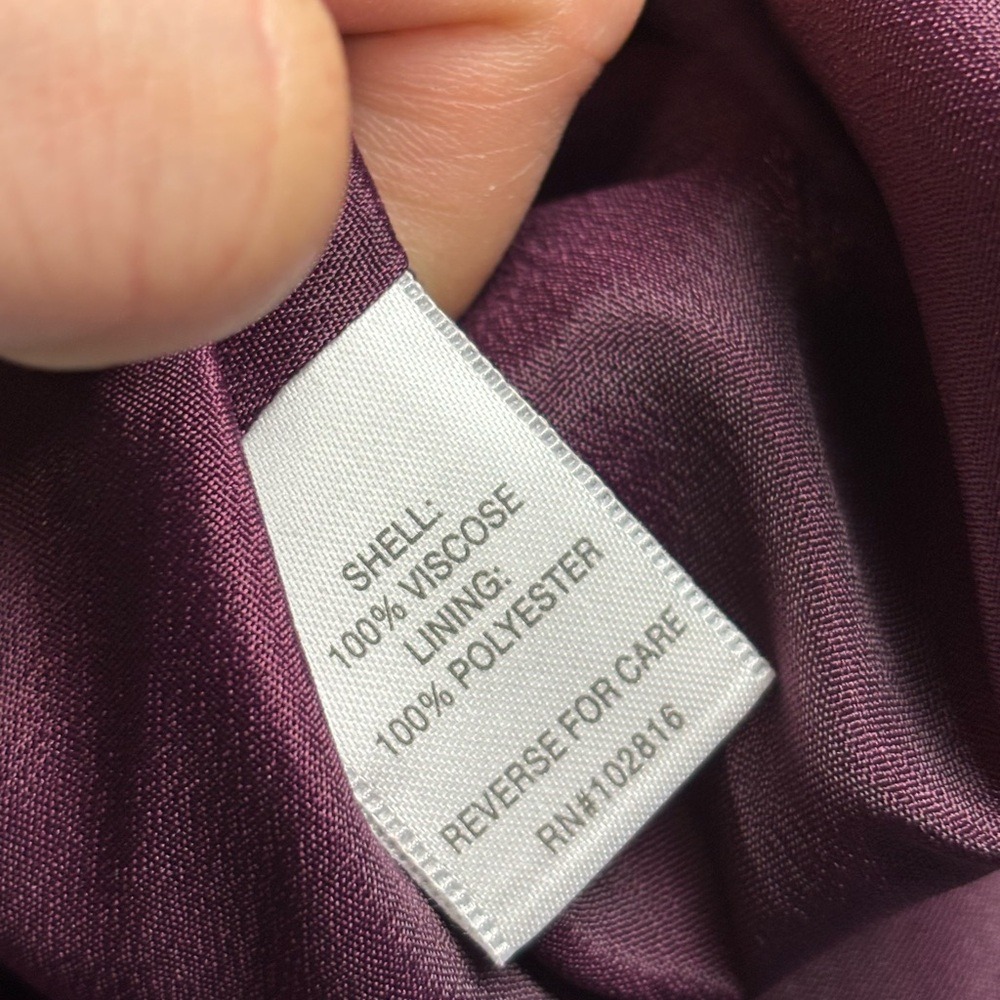 SHELL:
100% VISCOSE
LINING:
100% POLYESTER
REVERSE FOR CARE
RN#102816